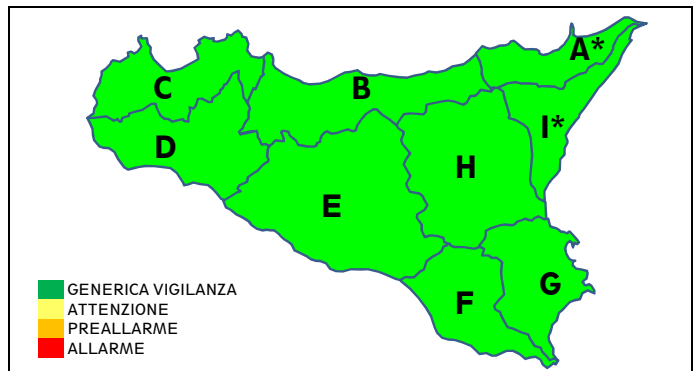 A*
C
B
I*
D
H
E
G
F
GENERICA VIGILANZA
ATTENZIONE
PREALLARME
ALLARME